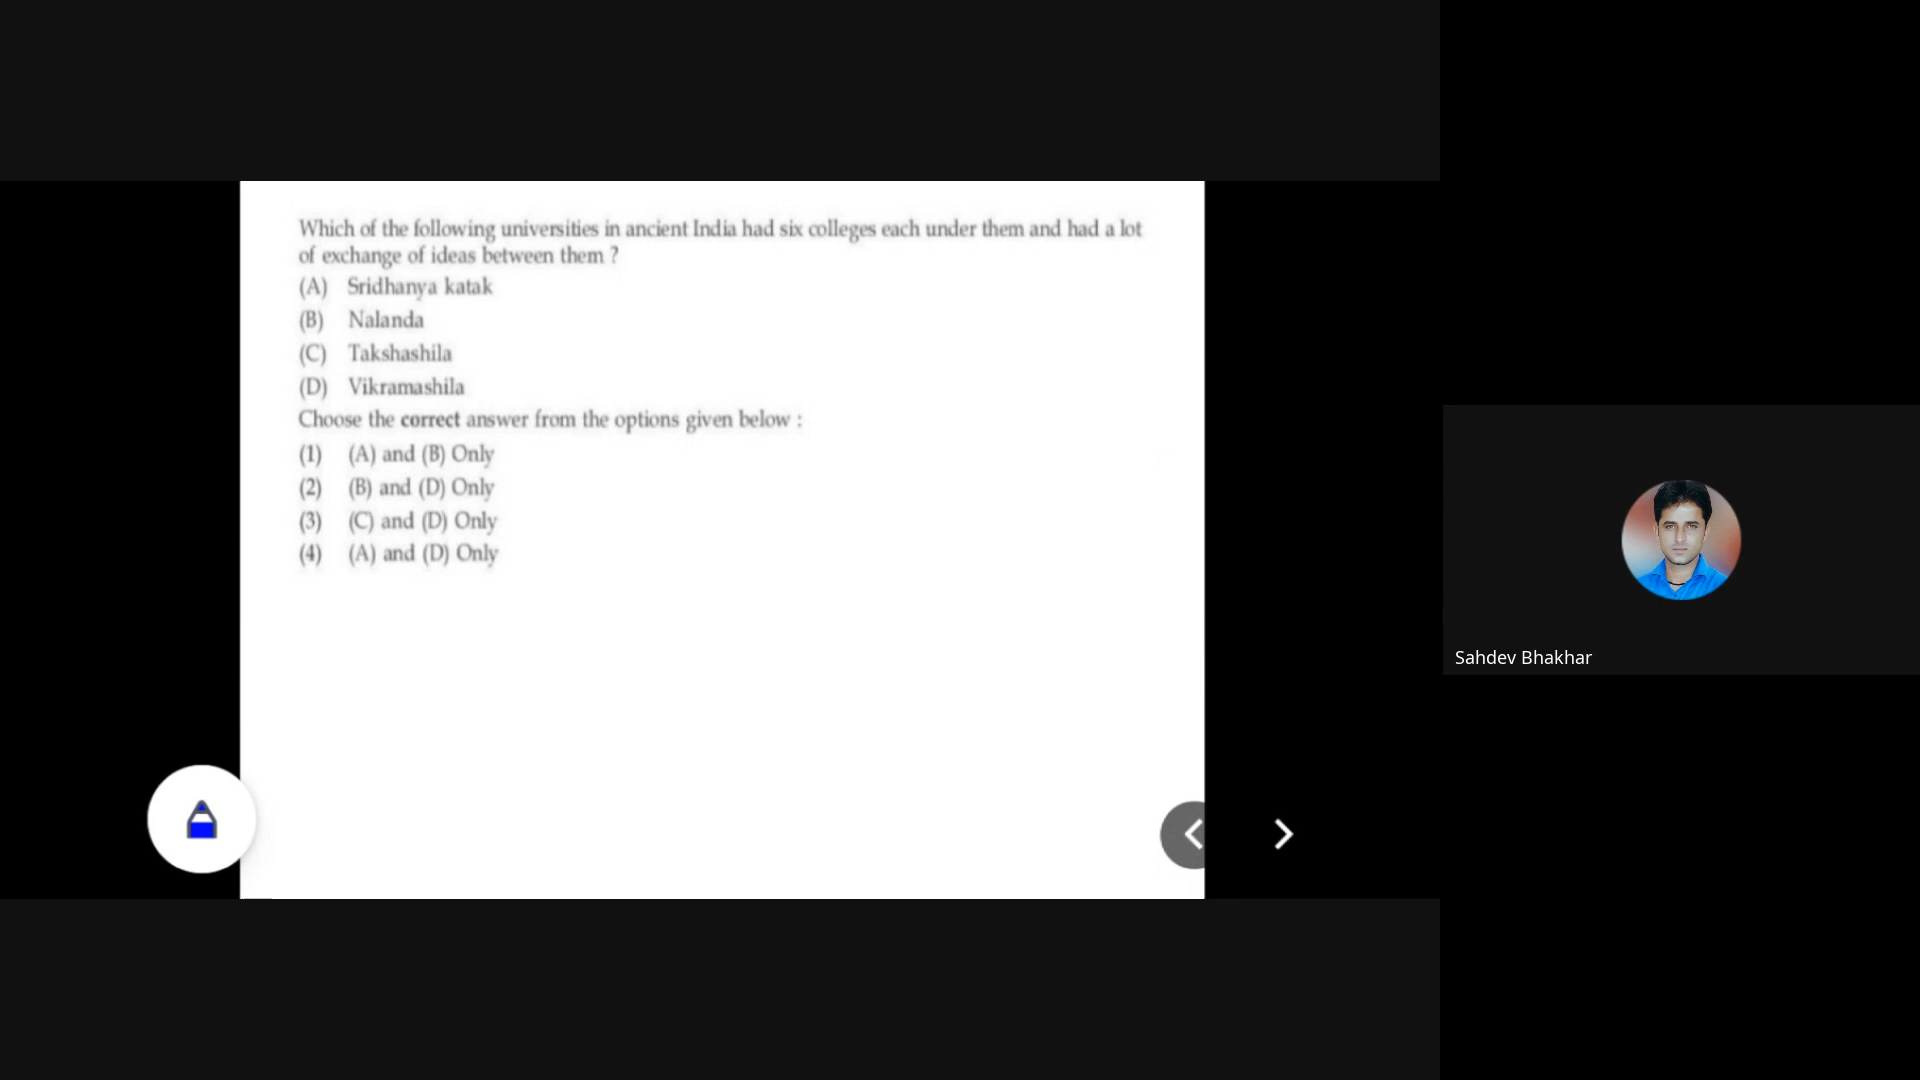 Which of the following universities in ancient India had six colleges each under them and had a lot
of exchange of ideas between them ?
(A) Sridhanya katak
(B) Nalanda
(C) Takshashila
(D) Vikramashila
Choose the correct answer from the options given below :
(1) (A) and (B) Only
(2) (B) and (D) Only
(3) (C) and (D) Only
(4) (A) and (D) Only
Sahdev Bhakhar